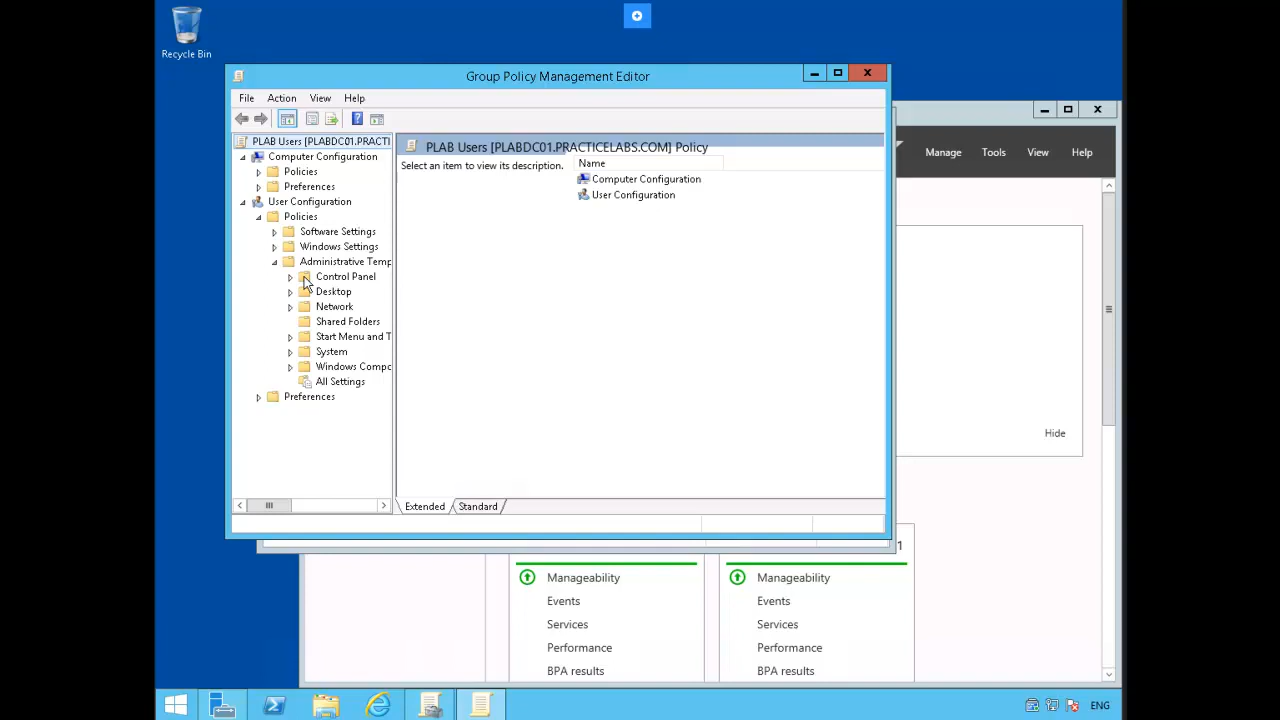 Recycle Bin
Group Policy Management Editor
File Action View Help
PLAB Users [PLABDC01.PRACTI
Computer Configuration
Policies
Preferences
User Configuration
Policies
Software Settings
Windows Settings
Administrative Temp
Control Panel
Desktop
Network
Shared Folders
Start Menu and T
System
Windows Compo
All Settings
Preferences
PLAB Users [PLABDC01.PRACTICELABS.COM] Policy
Select an item to view its description.
Name
Computer Configuration
User Configuration
Extended Standard
Manage Tools View Help
Hide
1
Manageability
Events
Services
Performance
BPA results
Manageability
Events
Services
Performance
BPA results
ENG